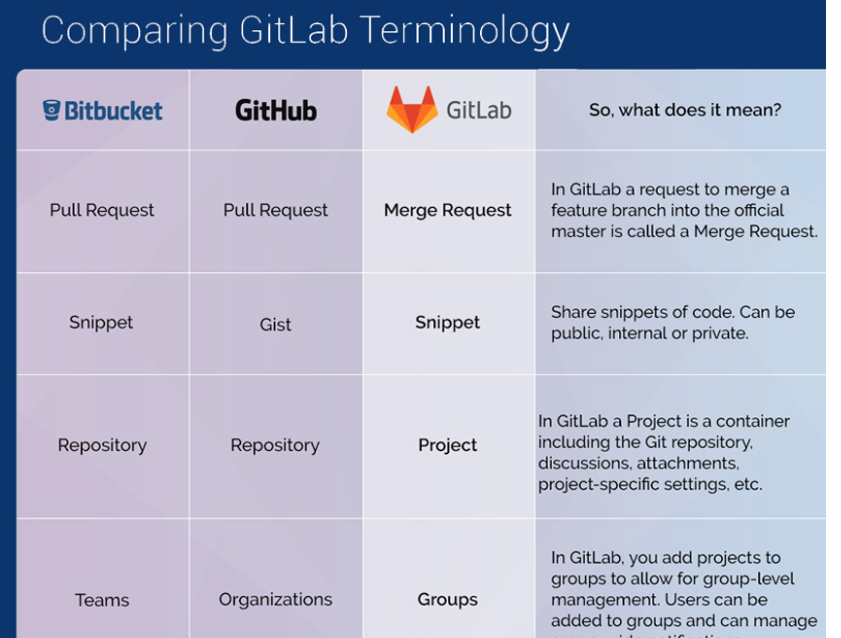 Comparing GitLab Terminology
Bitbucket
GitHub
GitLab
So, what does it mean?
Pull Request
Pull Request
Merge Request
In GitLab a request to merge a
feature branch into the official
master is called a Merge Request.
Snippet
Gist
Snippet
Share snippets of code. Can be
public, internal or private.
Repository
Repository
Project
In GitLab a Project is a container
including the Git repository,
discussions, attachments,
project-specific settings, etc.
Teams
Organizations
Groups
In GitLab, you add projects to
groups to allow for group-level
management. Users can be
added to groups and can manage